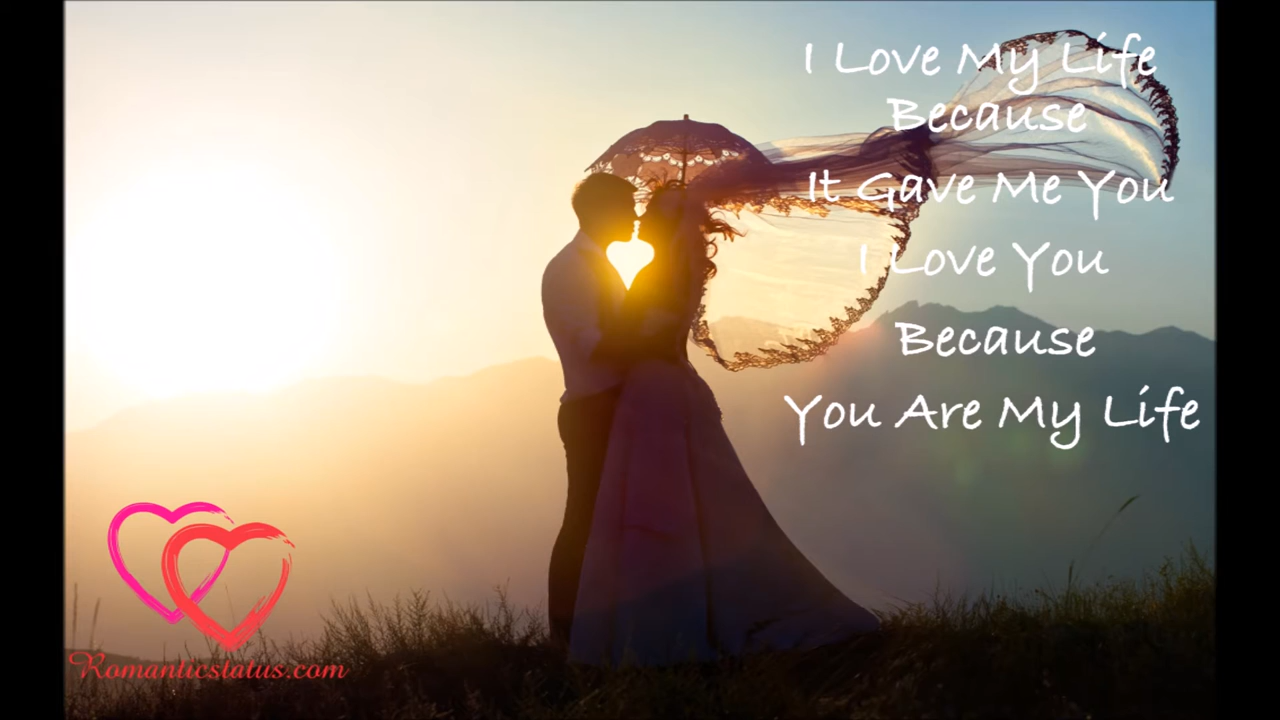 I Love My Life
Because
It Gave Me You
I Love You
Because
You Are My Life
Romanticstatus.com